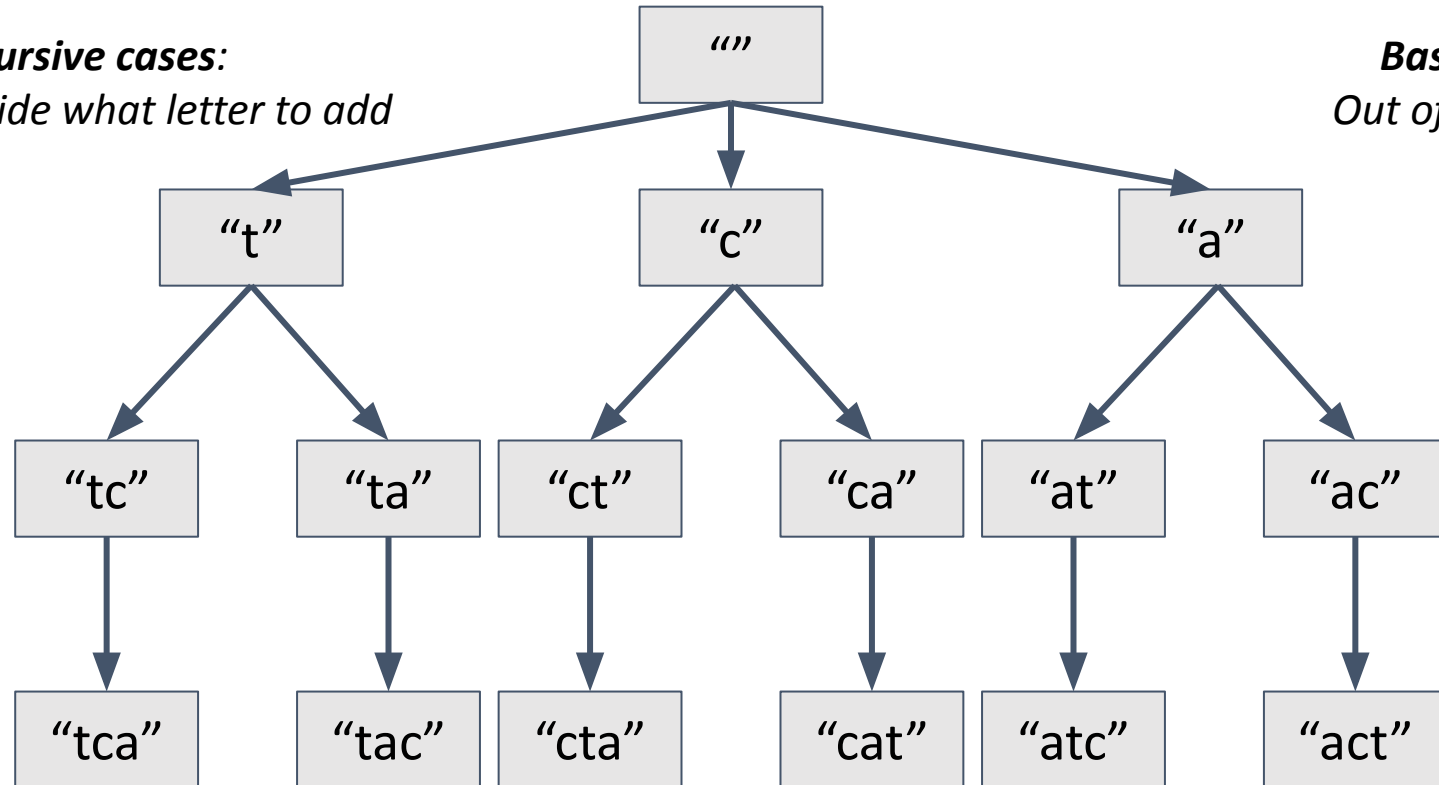 ursive cases:
ide what letter to add
“”
Bas
Out of
“t” “c” “a”
“tc” “ta” “ct” “ca” “at” “ac”
“tca” “tac” “cta” “cat” “atc” “act”